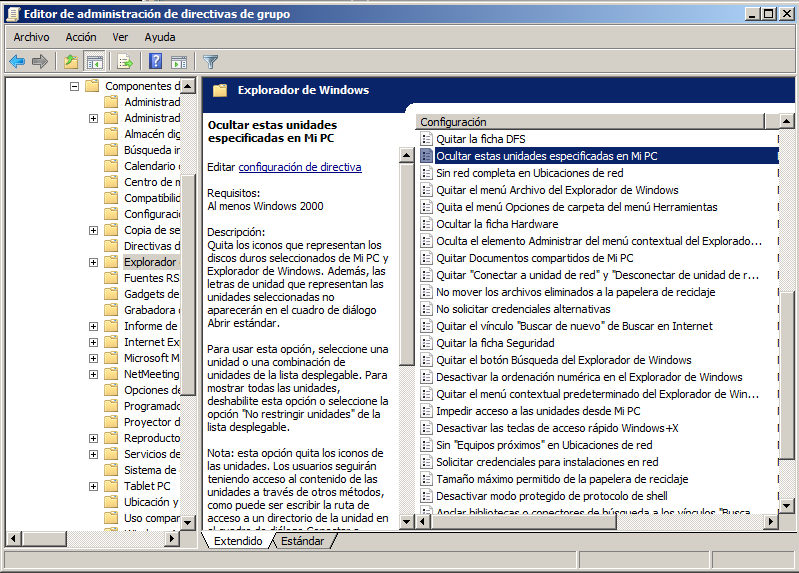 Editor de administración de directivas de grupo
Archivo Acción Ver Ayuda
Componentes d
Administrad
Administrad
Almacén dig
Búsqueda in
Calendario
Centro de m
Compatibilid
Configuraci
Copia de se
Directivas d
Explorador
Fuentes RS
Gadgets de
Grabadora
Informe de
Internet Ex
Microsoft M
NetMeeting
Opciones de
Programado
Proyector d
Reproducto
Servicios de
Sistema de
Tablet PC
Ubicación y
Uso compar
Explorador de Windows
Ocultar estas unidades
especificadas en Mi PC
Editar configuración de directiva
Requisitos:
Al menos Windows 2000
Descripción:
Quita los iconos que representan los
discos duros seleccionados de Mi PC y
Explorador de Windows. Además, las
letras de unidad que representan las
unidades seleccionadas no
aparecerán en el cuadro de diálogo
Abrir estándar.
Para usar esta opción, seleccione una
unidad o una combinación de
unidades de la lista desplegable. Para
mostrar todas las unidades,
deshabilite esta opción o seleccione la
opción "No restringir unidades" de la
lista desplegable.
Nota: esta opción quita los iconos de
las unidades. Los usuarios seguirán
teniendo acceso al contenido de las
unidades a través de otros métodos,
como puede ser escribir la ruta de
acceso a un directorio de la unidad en
el cuadro de diálogo Conectar a
Configuración
Quitar la ficha DFS
Ocultar estas unidades especificadas en Mi PC
Sin red completa en Ubicaciones de red
Quitar el menú Archivo del Explorador de Windows
Quita el menú Opciones de carpeta del menú Herramientas
Ocultar la ficha Hardware
Oculta el elemento Administrar del menú contextual del Explorado...
Quitar Documentos compartidos de Mi PC
Quitar "Conectar a unidad de red" y "Desconectar de unidad de r...
No mover los archivos eliminados a la papelera de reciclaje
No solicitar credenciales alternativas
Quitar el vínculo "Buscar de nuevo" de Buscar en Internet
Quitar la ficha Seguridad
Quitar el botón Búsqueda del Explorador de Windows
Desactivar la ordenación numérica en el Explorador de Windows
Quitar el menú contextual predeterminado del Explorador de Win...
Impedir acceso a las unidades desde Mi PC
Desactivar las teclas de acceso rápido Windows+X
Sin "Equipos próximos" en Ubicaciones de red
Solicitar credenciales para instalaciones en red
Tamaño máximo permitido de la papelera de reciclaje
Desactivar modo protegido de protocolo de shell
Anclar bibliotecas o conectores de búsqueda a los vínculos "Busca
Extendido Estándar